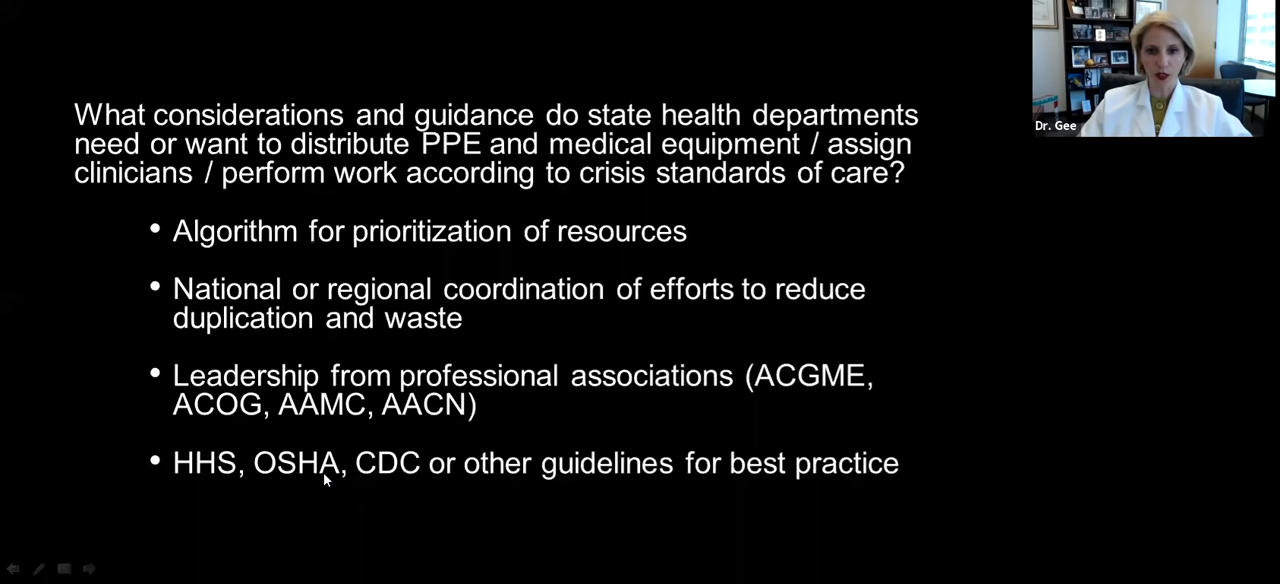 What considerations and guidance do state health departments
need or want to distribute PPE and medical equipment / assign
clinicians / perform work according to crisis standards of care?
• Algorithm for prioritization of resources
• National or regional coordination of efforts to reduce
duplication and waste
• Leadership from professional associations (ACGME,
ACOG, AAMC, AACN)
• HHS, OSHA, CDC or other guidelines for best practice
Dr. Gee